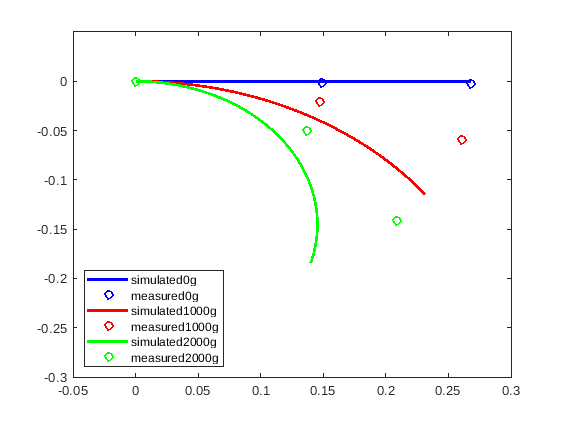 0
-0.05
-0.1
-0.15
-0.2
-0.25
-0.3
simulated0g
measured0g
simulated1000g
measured1000g
simulated2000g
measured2000g
-0.05 0 0.05 0.1 0.15 0.2 0.25 0.3